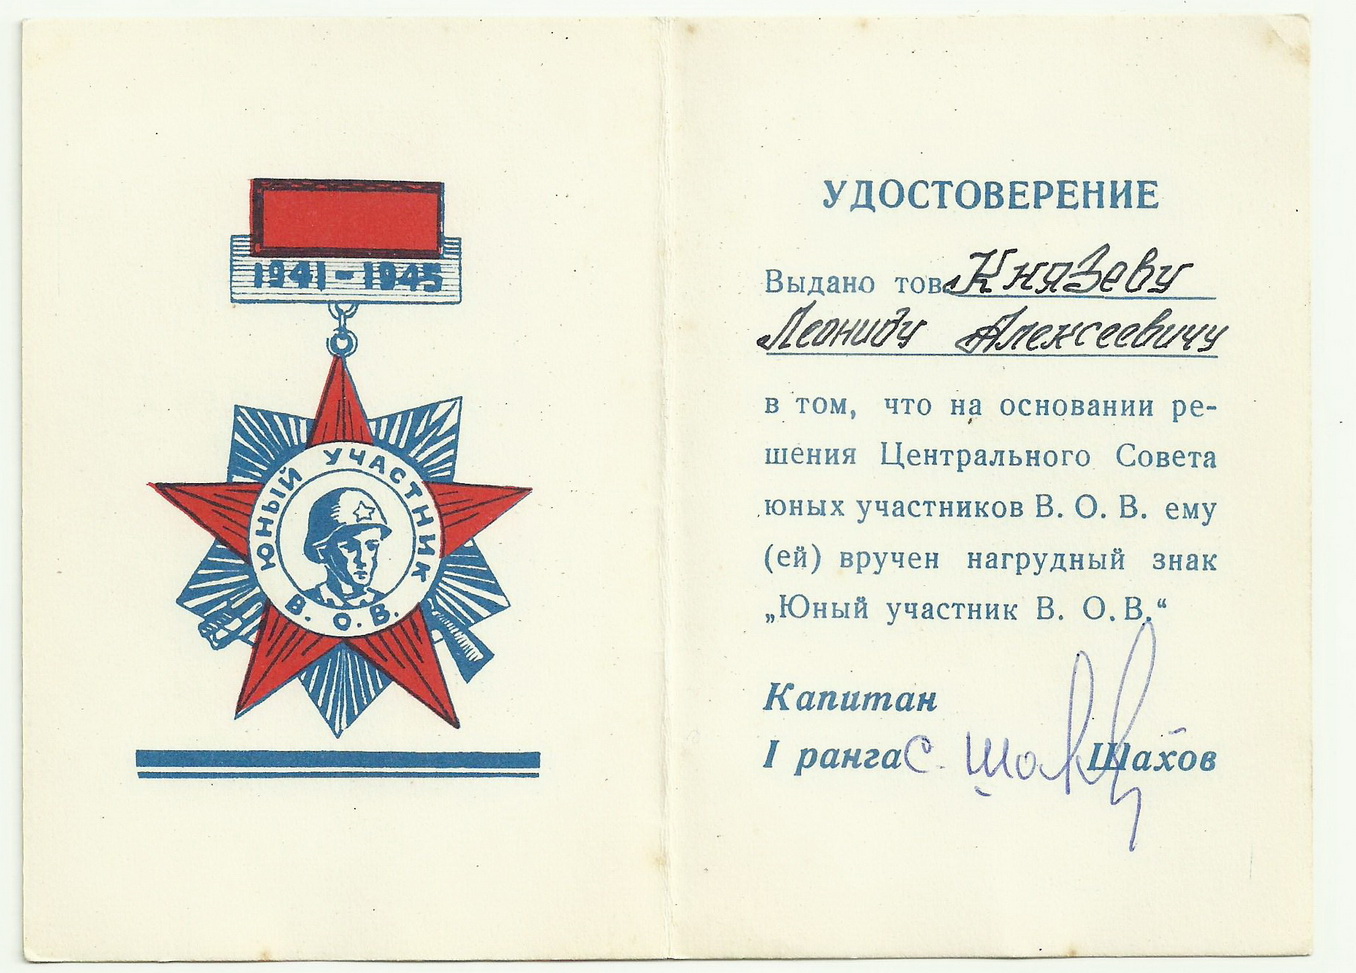 1941-1945
ЮНЫЙ УЧАСТНИК
В. О. В.
УДОСТОВЕРЕНИЕ
Выдано тов. Князеву
Леониду Алексеевичу
в том, что на основании ре-
шения Центрального Совета
юных участников В. О. В. ему
(ей) вручен нагрудный знак
„Юный участник В. О. В.“
Капитан
I ранга С. Шахов Шахов